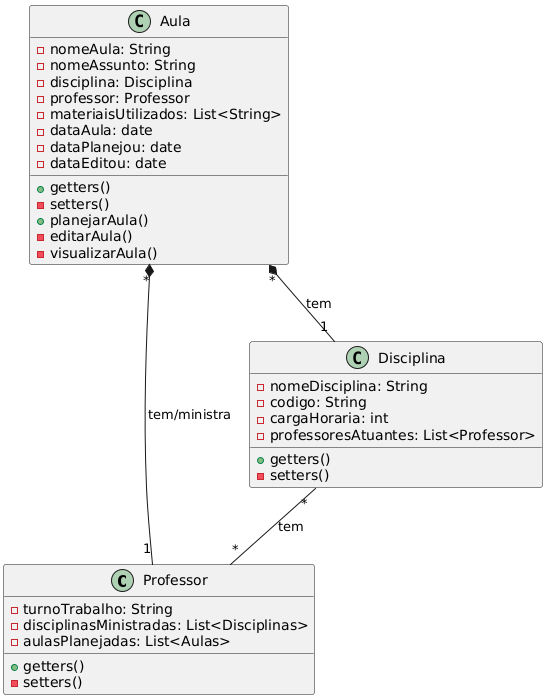 C Aula
nomeAula: String
nomeAssunto: String
disciplina: Disciplina
professor: Professor
materiaisUtilizados: List<String>
dataAula: date
dataPlanejou: date
dataEditou: date
getters()
setters()
planejarAula()
editarAula()
visualizarAula()
* *
tem
1
C Disciplina
nomeDisciplina: String
codigo: String
cargaHoraria: int
professoresAtuantes: List<Professor>
getters()
setters()
tem/ministra
*
tem
1 *
C Professor
turnoTrabalho: String
disciplinasMinistradas: List<Disciplinas>
aulasPlanejadas: List<Aulas>
getters()
setters()